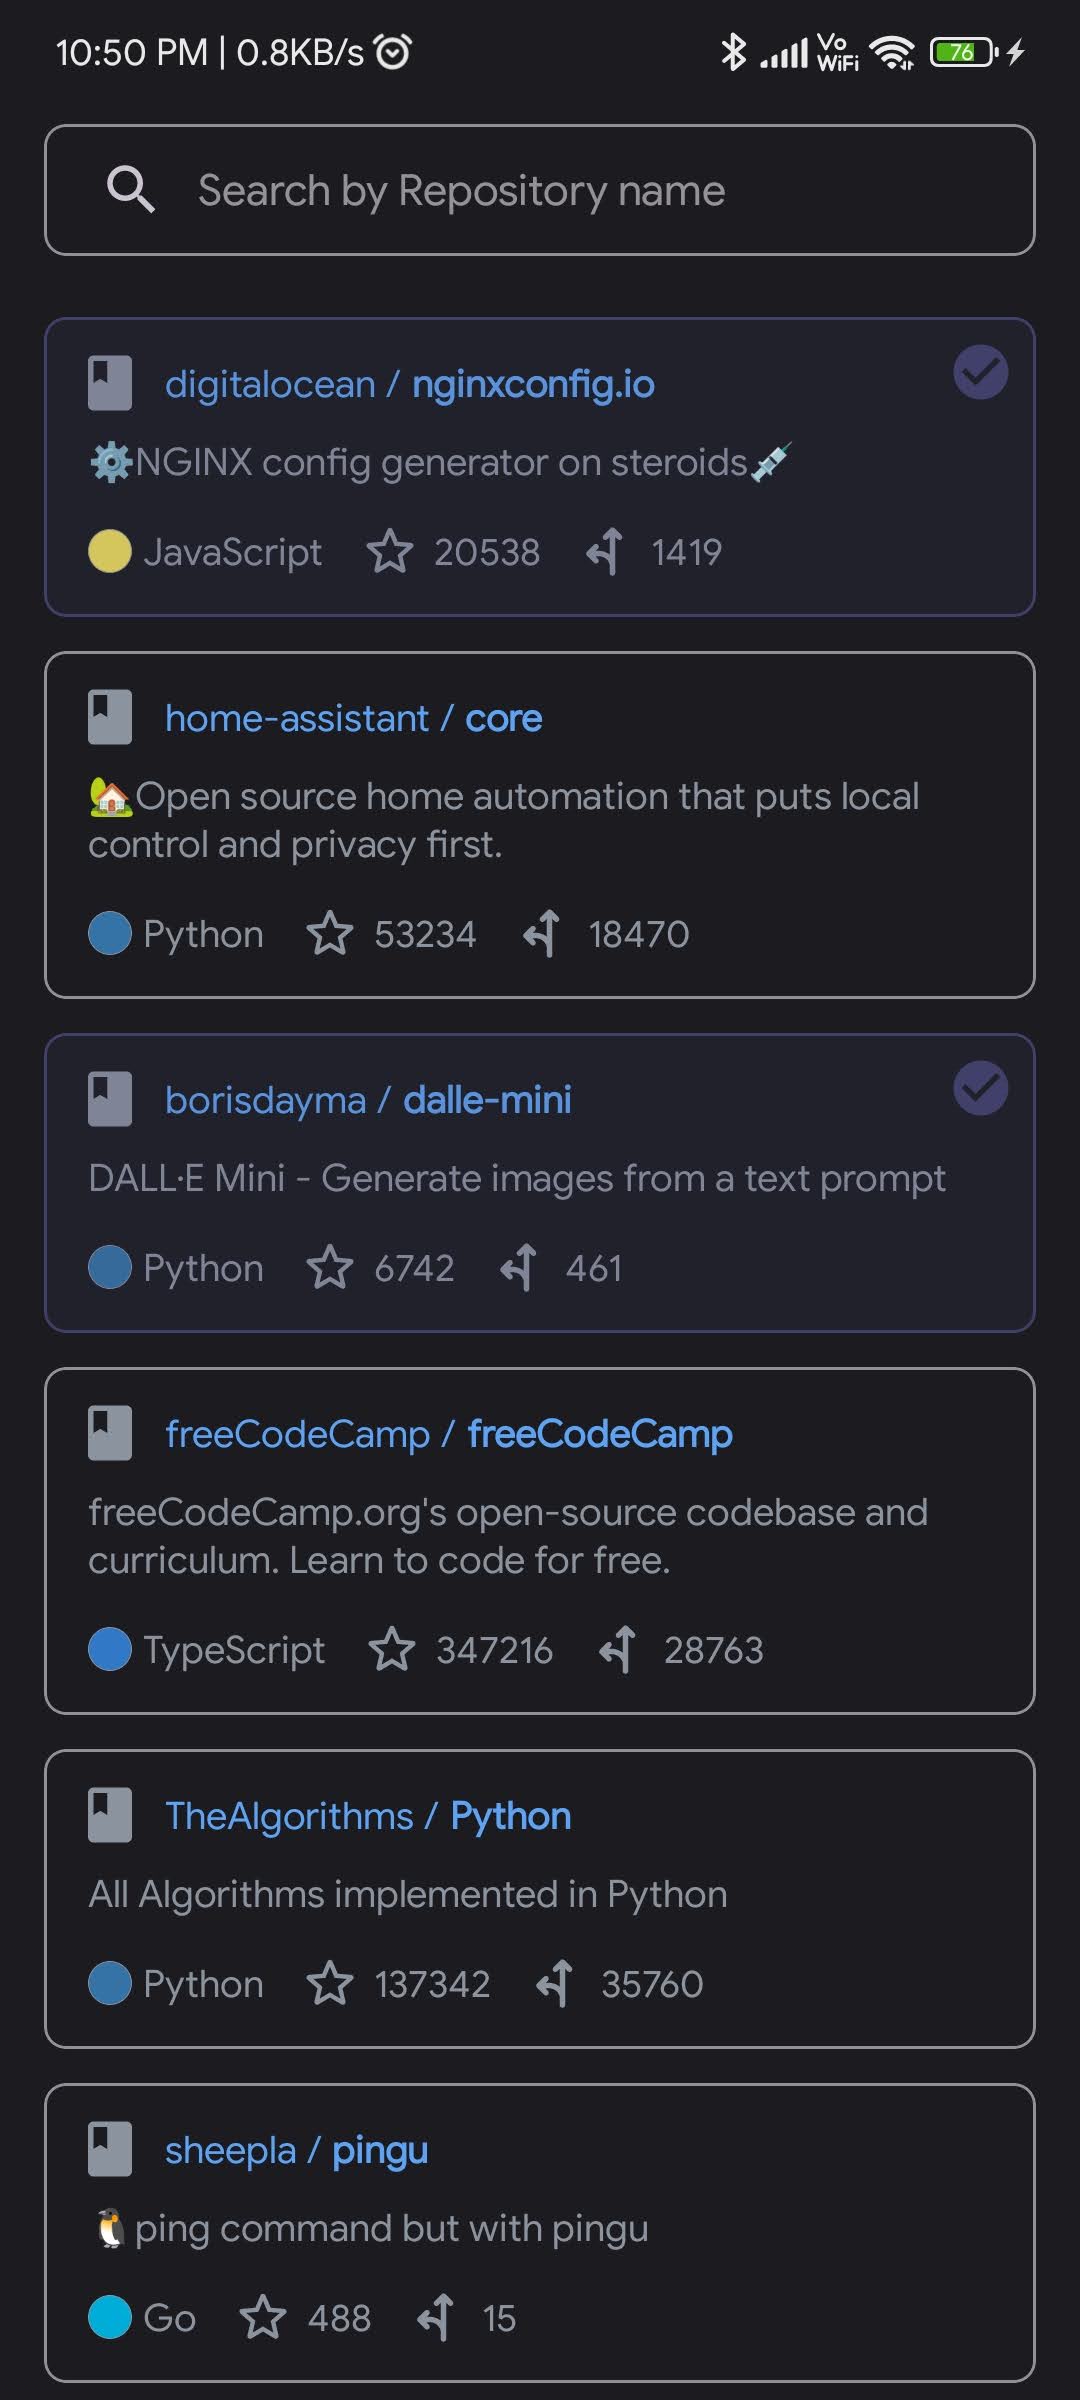 10:50 PM | 0.8KB/s
Vo WiFi
76
Search by Repository name
digitalocean / nginxconfig.io
⚙️NGINX config generator on steroids💉
JavaScript 20538 1419
home-assistant / core
🏡Open source home automation that puts local
control and privacy first.
Python 53234 18470
borisdayma / dalle-mini
DALL·E Mini - Generate images from a text prompt
Python 6742 461
freeCodeCamp / freeCodeCamp
freeCodeCamp.org's open-source codebase and
curriculum. Learn to code for free.
TypeScript 347216 28763
TheAlgorithms / Python
All Algorithms implemented in Python
Python 137342 35760
sheepla / pingu
🐧ping command but with pingu
Go 488 15